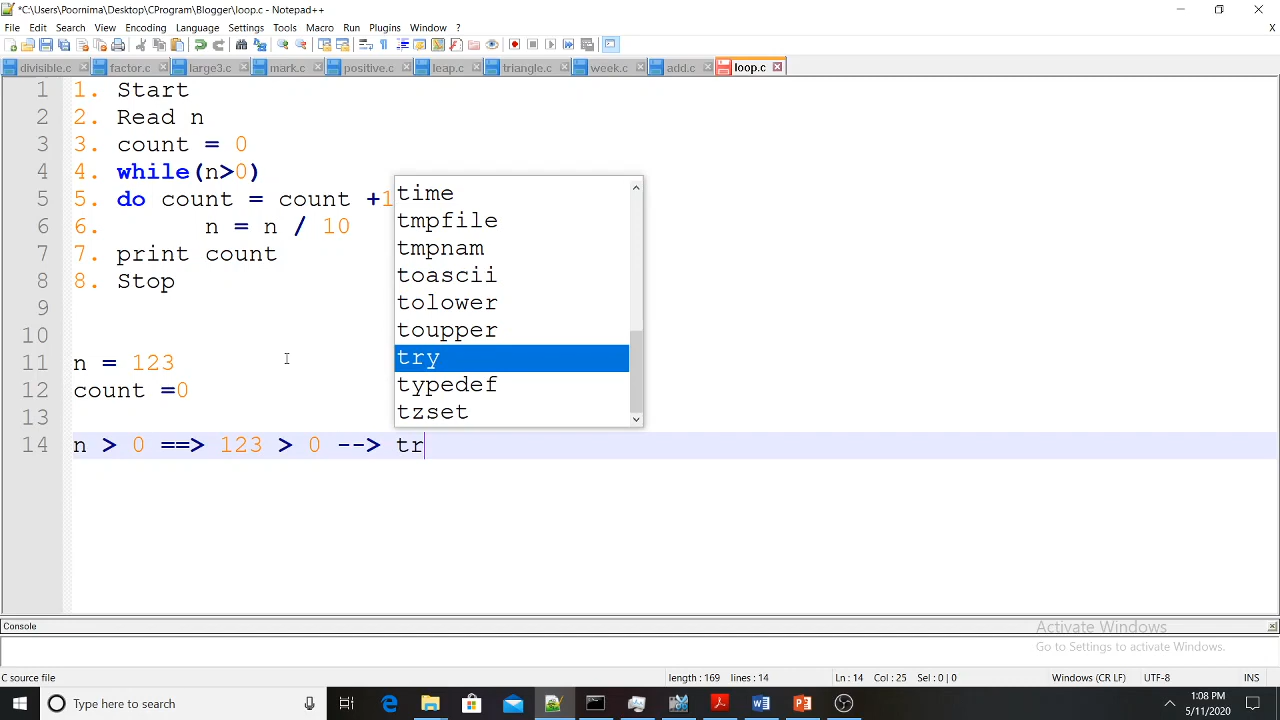 *C:\Users\Poornima\Desktop\CProgram\Blogger\loop.c - Notepad++
File Edit Search View Encoding Language Settings Tools Macro Run Plugins Window ? X
divisible.c factor.c large3.c mark.c positive.c leap.c triangle.c week.c add.c loop.c
1 1. Start
2 2. Read n
3 3. count = 0
4 4. while(n>0)
5 5. do count = count +1
6 6. n = n / 10
7 7. print count
8 8. Stop
9
10
11 n = 123
12 count =0
13
14 n > 0 ==> 123 > 0 --> tr
time
tmpfile
tmpnam
toascii
tolower
toupper
try
typedef
tzset
Console
Activate Windows
Go to Settings to activate Windows.
C source file length : 169 lines : 14 Ln : 14 Col : 25 Sel : 0 | 0 Windows (CR LF) UTF-8 INS
Type here to search
1:08 PM
5/11/2020